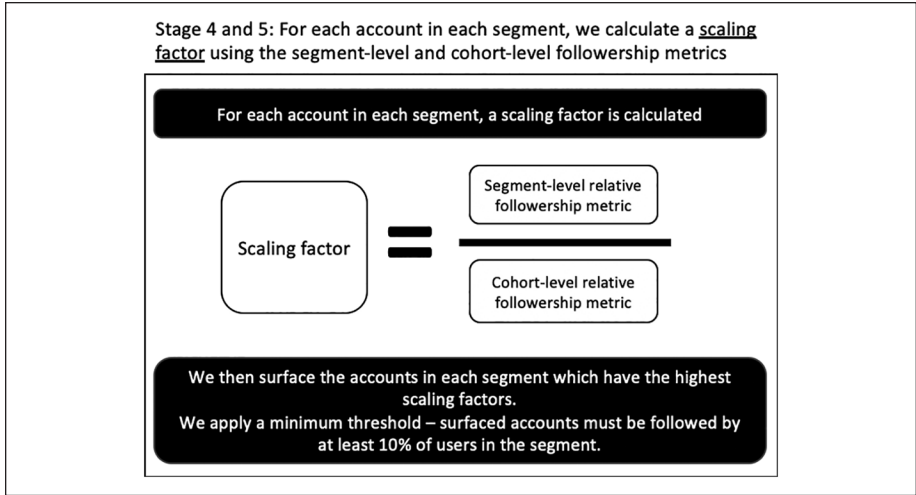 Stage 4 and 5: For each account in each segment, we calculate a scaling
factor using the segment-level and cohort-level followership metrics
For each account in each segment, a scaling factor is calculated
Scaling factor
=
Segment-level relative
followership metric
Cohort-level relative
followership metric
We then surface the accounts in each segment which have the highest
scaling factors.
We apply a minimum threshold – surfaced accounts must be followed by
at least 10% of users in the segment.